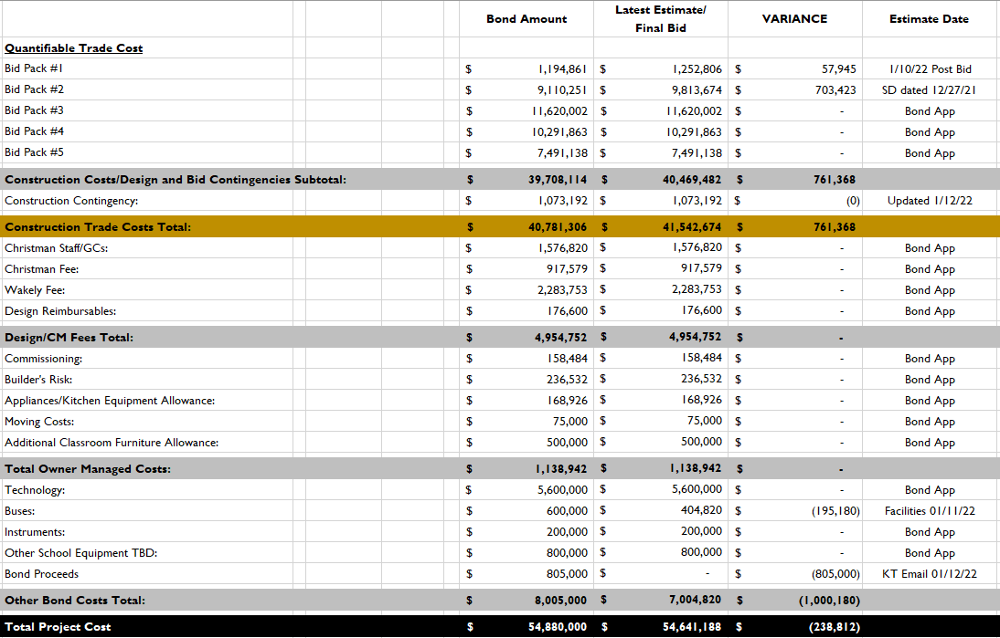 Bond Amount Latest Estimate/ Final Bid VARIANCE Estimate Date
Quantifiable Trade Cost
Bid Pack #1 $ 1,194,861 $ 1,252,806 $ 57,945 1/10/22 Post Bid
Bid Pack #2 $ 9,110,251 $ 9,813,674 $ 703,423 SD dated 12/27/21
Bid Pack #3 $ 11,620,002 $ 11,620,002 $ - Bond App
Bid Pack #4 $ 10,291,863 $ 10,291,863 $ - Bond App
Bid Pack #5 $ 7,491,138 $ 7,491,138 $ - Bond App
Construction Costs/Design and Bid Contingencies Subtotal: $ 39,708,114 $ 40,469,482 $ 761,368
Construction Contingency: $ 1,073,192 $ 1,073,192 $ (0) Updated 1/12/22
Construction Trade Costs Total: $ 40,781,306 $ 41,542,674 $ 761,368
Christman Staff/GCs: $ 1,576,820 $ 1,576,820 $ - Bond App
Christman Fee: $ 917,579 $ 917,579 $ - Bond App
Wakely Fee: $ 2,283,753 $ 2,283,753 $ - Bond App
Design Reimbursables: $ 176,600 $ 176,600 $ - Bond App
Design/CM Fees Total: $ 4,954,752 $ 4,954,752 $ -
Commissioning: $ 158,484 $ 158,484 $ - Bond App
Builder's Risk: $ 236,532 $ 236,532 $ - Bond App
Appliances/Kitchen Equipment Allowance: $ 168,926 $ 168,926 $ - Bond App
Moving Costs: $ 75,000 $ 75,000 $ - Bond App
Additional Classroom Furniture Allowance: $ 500,000 $ 500,000 $ - Bond App
Total Owner Managed Costs: $ 1,138,942 $ 1,138,942 $ -
Technology: $ 5,600,000 $ 5,600,000 $ - Bond App
Buses: $ 600,000 $ 404,820 $ (195,180) Facilities 01/11/22
Instruments: $ 200,000 $ 200,000 $ - Bond App
Other School Equipment TBD: $ 800,000 $ 800,000 $ - Bond App
Bond Proceeds $ 805,000 $ - $ (805,000) KT Email 01/12/22
Other Bond Costs Total: $ 8,005,000 $ 7,004,820 $ (1,000,180)
Total Project Cost $ 54,880,000 $ 54,641,188 $ (238,812)